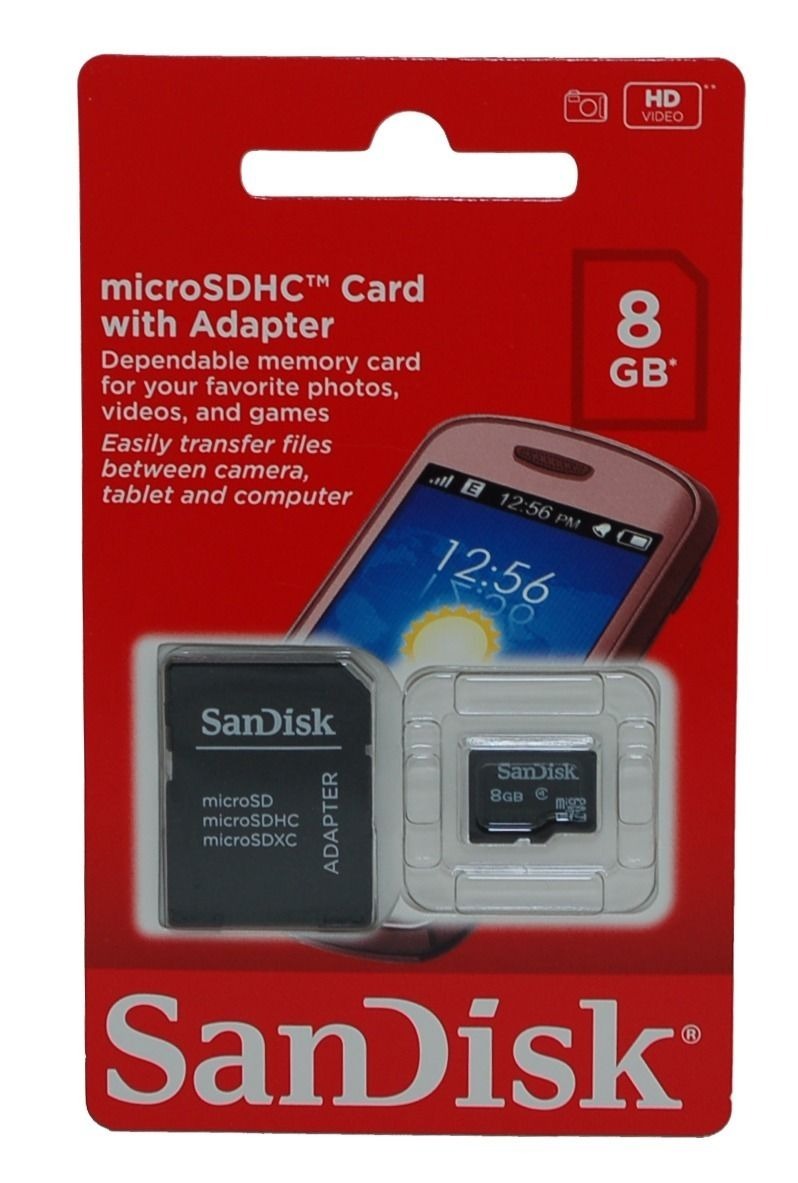 HD
VIDEO
**
microSDHC™ Card
with Adapter
8
GB*
Dependable memory card
for your favorite photos,
videos, and games
Easily transfer files
between camera,
tablet and computer
E 12:56 PM
12:56
SanDisk
microSD
microSDHC
microSDXC
ADAPTER
SanDisk
8GB 4
SanDisk®